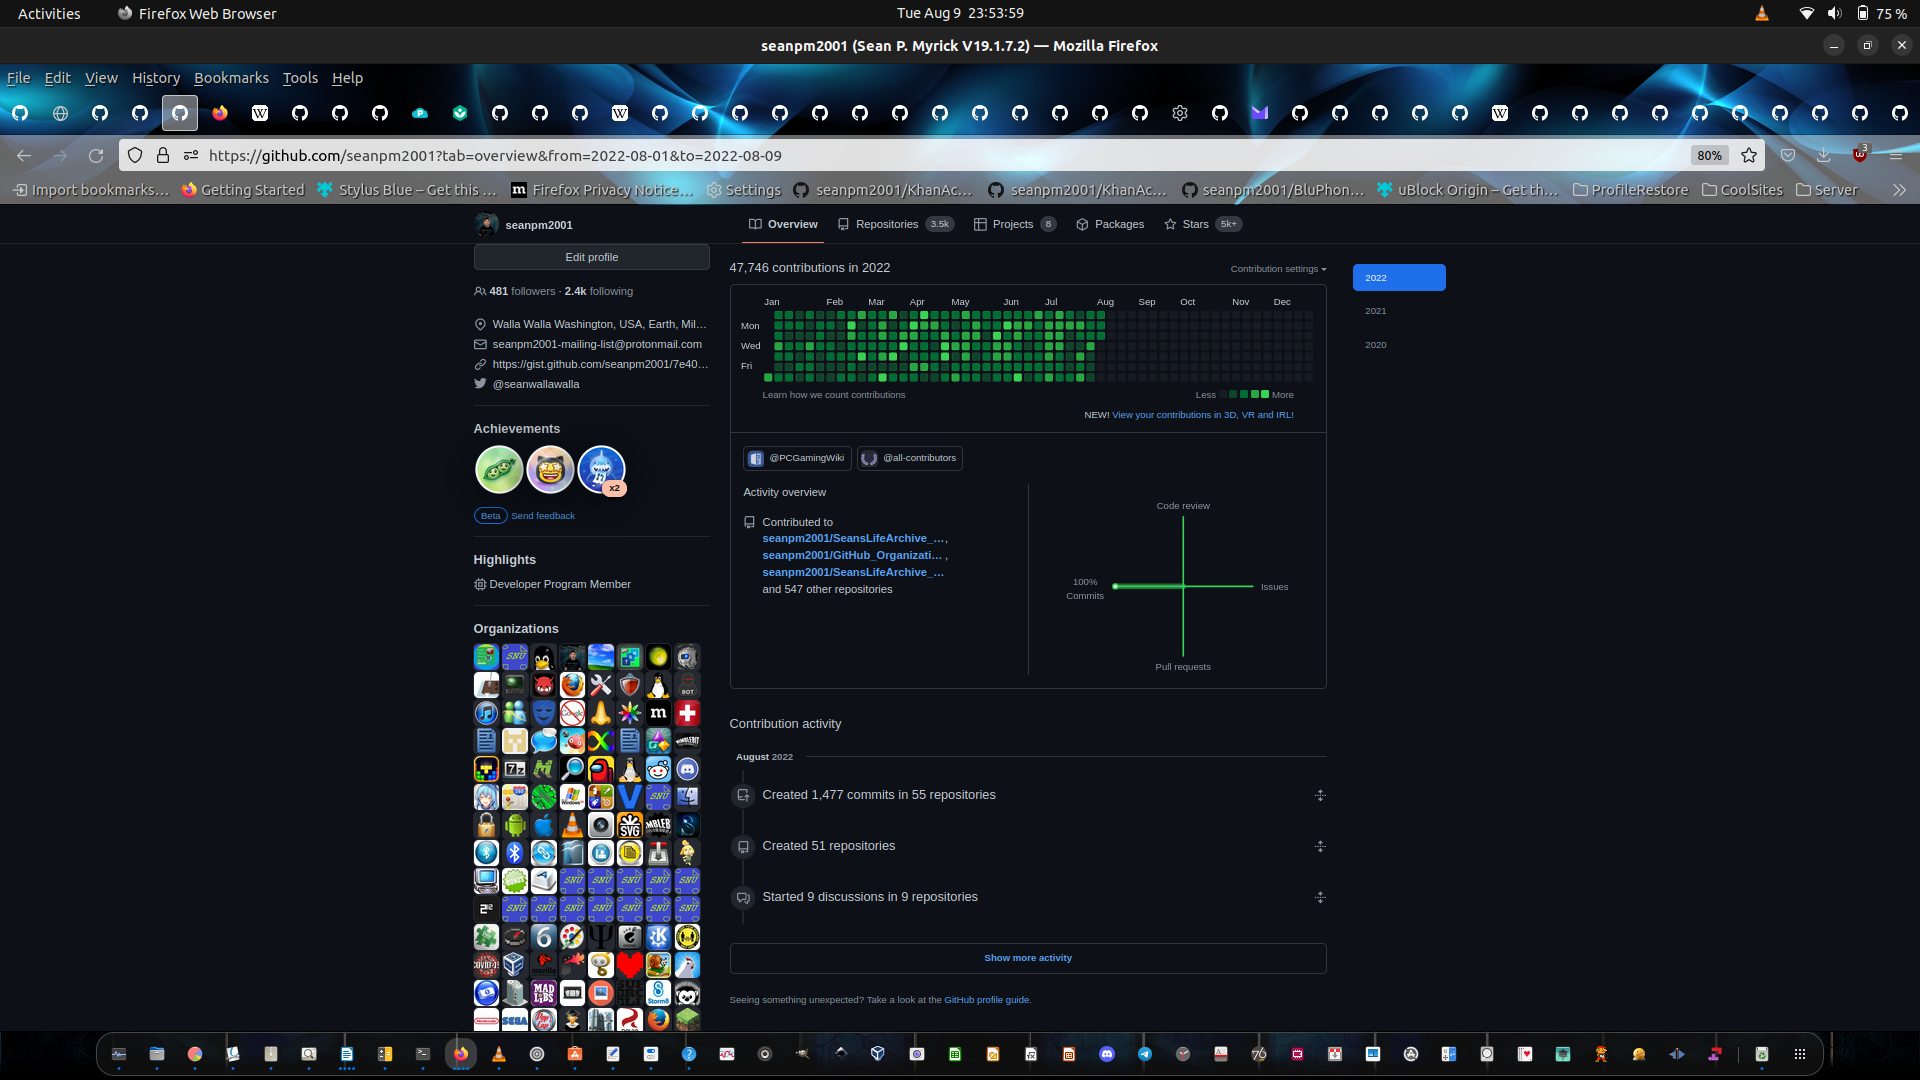 Activities Firefox Web Browser Tue Aug 9 23:53:59 75 %
seanpm2001 (Sean P. Myrick V19.1.7.2) — Mozilla Firefox
File Edit View History Bookmarks Tools Help
https://github.com/seanpm2001?tab=overview&from=2022-08-01&to=2022-08-09 80% 3
Import bookmarks… Getting Started Stylus Blue – Get this … Firefox Privacy Notice… Settings seanpm2001/KhanAc… seanpm2001/KhanAc… seanpm2001/BluPhon… uBlock Origin – Get th… ProfileRestore CoolSites Server
seanpm2001 Overview Repositories 3.5k Projects 8 Packages Stars 5k+
Edit profile
481 followers · 2.4k following
Walla Walla Washington, USA, Earth, Mil…
seanpm2001-mailing-list@protonmail.com
https://gist.github.com/seanpm2001/7e40…
@seanwallawalla
Achievements
x2
Beta Send feedback
Highlights
Developer Program Member
Organizations
47,746 contributions in 2022 Contribution settings
2022
2021
2020
Jan Feb Mar Apr May Jun Jul Aug Sep Oct Nov Dec
Mon
Wed
Fri
Learn how we count contributions Less More
NEW! View your contributions in 3D, VR and IRL!
@PCGamingWiki @all-contributors
Activity overview
Contributed to
seanpm2001/SeansLifeArchive_…,
seanpm2001/GitHub_Organizati… ,
seanpm2001/SeansLifeArchive_…
and 547 other repositories
Code review
100%
Commits
Issues
Pull requests
Contribution activity
August 2022
Created 1,477 commits in 55 repositories
Created 51 repositories
Started 9 discussions in 9 repositories
Show more activity
Seeing something unexpected? Take a look at the GitHub profile guide.